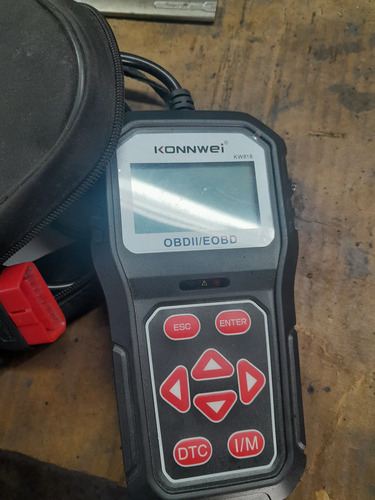 KONNWEI®
KW818
OBDII/EOBD
ESC
ENTER
DTC
I/M